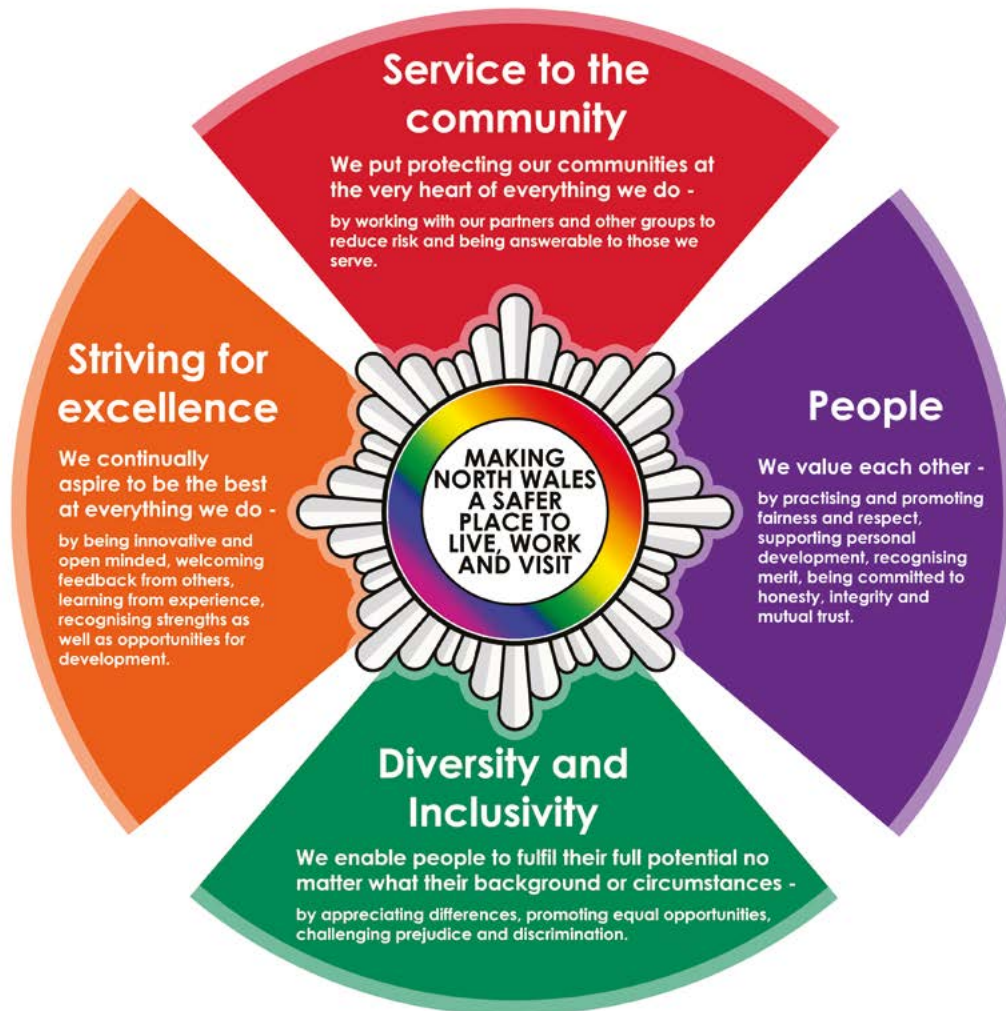 Service to the
community
We put protecting our communities at
the very heart of everything we do -
by working with our partners and other groups to
reduce risk and being answerable to those we
serve.
Striving for
excellence
We continually
aspire to be the best
at everything we do -
by being innovative and
open minded, welcoming
feedback from others,
learning from experience,
recognising strengths as
well as opportunities for
development.
MAKING
NORTH WALES
A SAFER
PLACE TO
LIVE, WORK
AND VISIT
People
We value each other -
by practising and promoting
fairness and respect,
supporting personal
development, recognising
merit, being committed to
honesty, integrity and
mutual trust.
Diversity and
Inclusivity
We enable people to fulfil their full potential no
matter what their background or circumstances -
by appreciating differences, promoting equal opportunities,
challenging prejudice and discrimination.